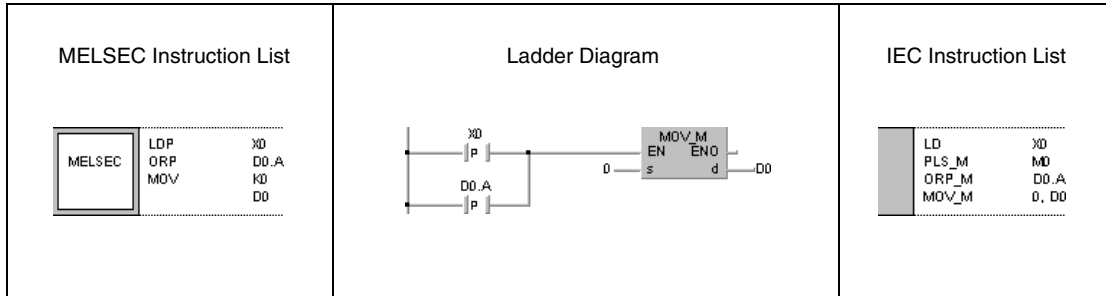 MELSEC Instruction List
MELSEC
LDP X0
ORP D0.A
MOV K0
D0
Ladder Diagram
X0
P
D0.A
P
MOV_M
EN ENO
0 s d D0
IEC Instruction List
LD X0
PLS_M M0
ORP_M D0.A
MOV_M 0, D0